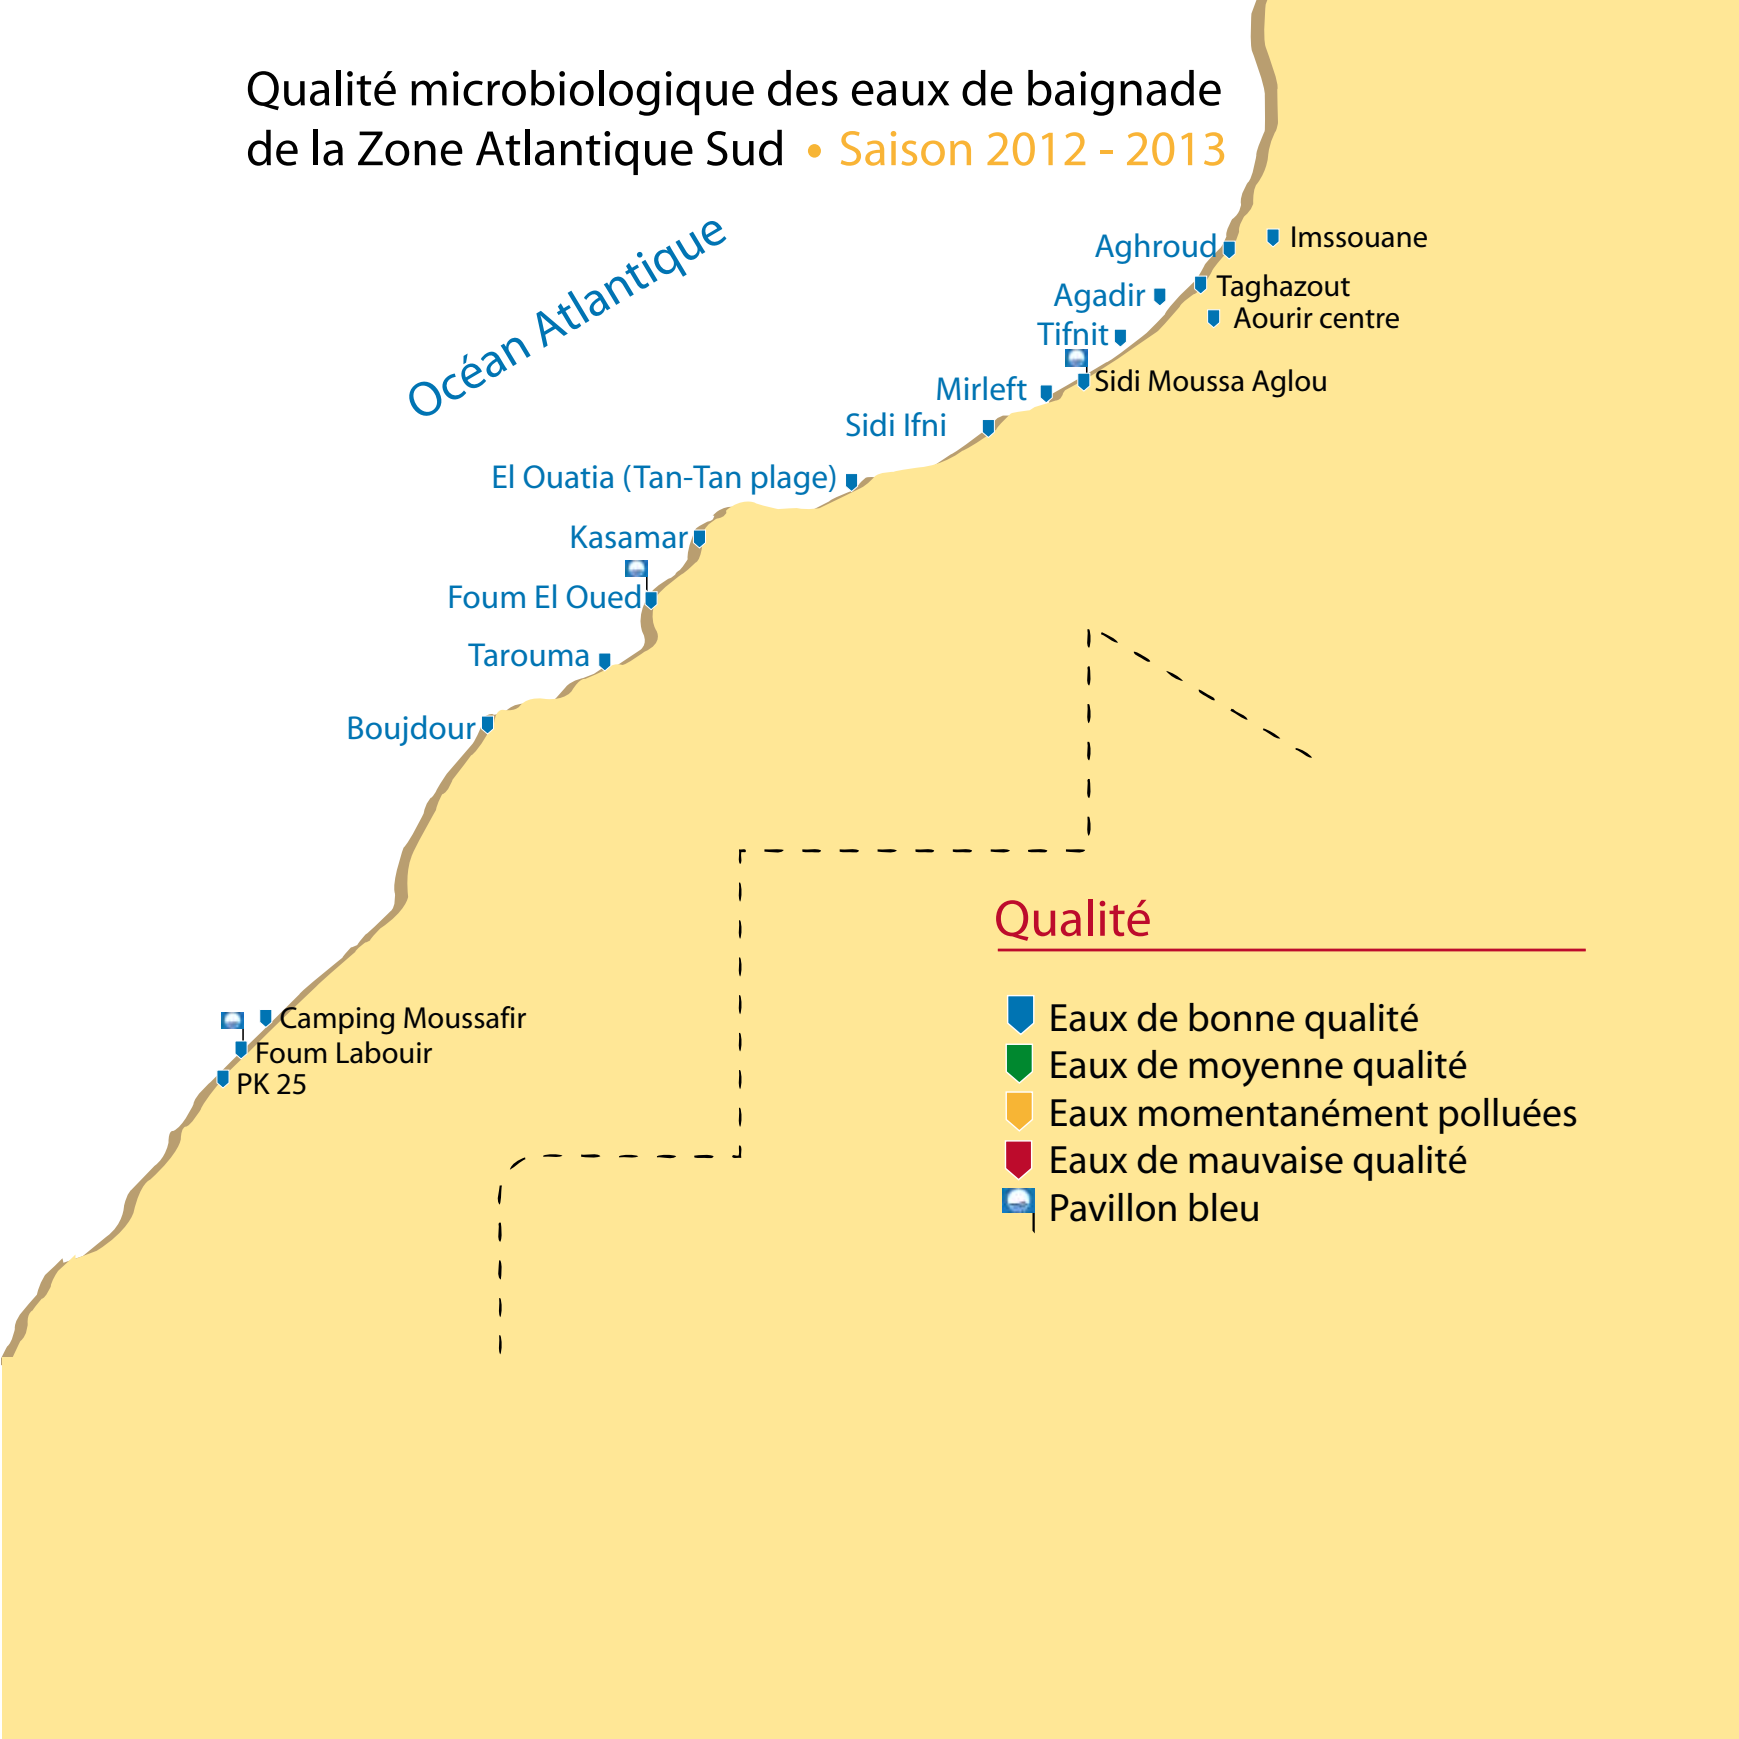 Qualité microbiologique des eaux de baignade
de la Zone Atlantique Sud • Saison 2012 - 2013
Océan Atlantique
Aghroud
Imssouane
Agadir
Taghazout
Aourir centre
Tifnit
Sidi Moussa Aglou
Mirleft
Sidi Ifni
El Ouatia (Tan-Tan plage)
Kasamar
Foum El Oued
Tarouma
Boujdour
Camping Moussafir
Foum Labouir
PK 25
Qualité
Eaux de bonne qualité
Eaux de moyenne qualité
Eaux momentanément polluées
Eaux de mauvaise qualité
Pavillon bleu